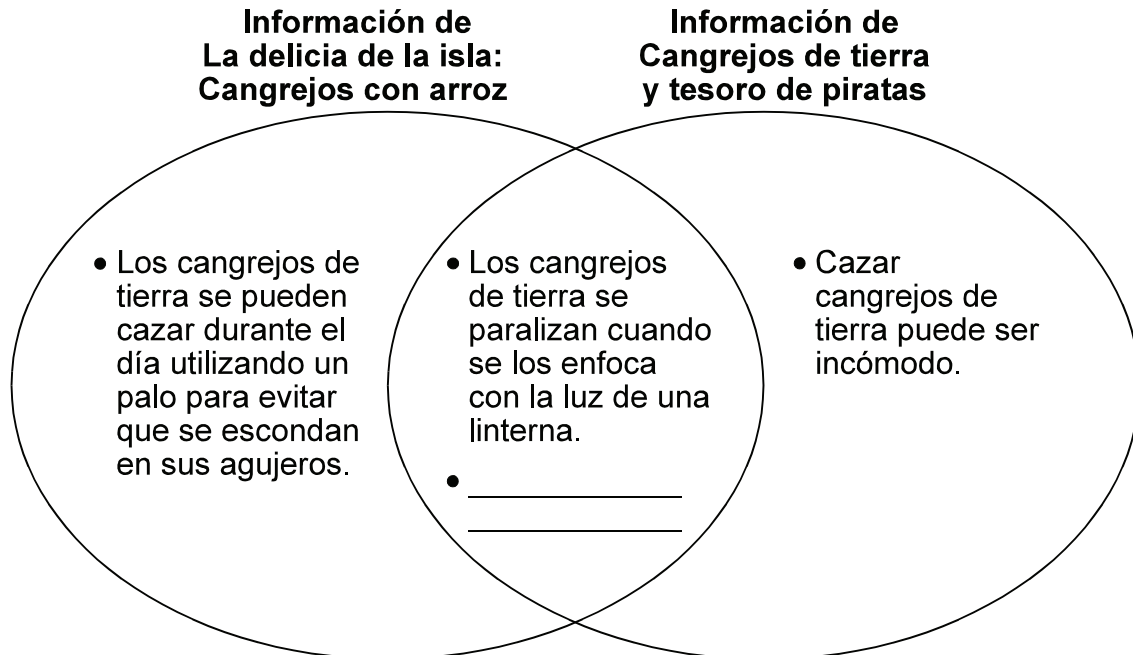 Información de
La delicia de la isla:
Cangrejos con arroz
Información de
Cangrejos de tierra
y tesoro de piratas
• Los cangrejos de
tierra se pueden
cazar durante el
día utilizando un
palo para evitar
que se escondan
en sus agujeros.
• Los cangrejos
de tierra se
paralizan cuando
se los enfoca
con la luz de una
linterna.
• Cazar
cangrejos de
tierra puede ser
incómodo.